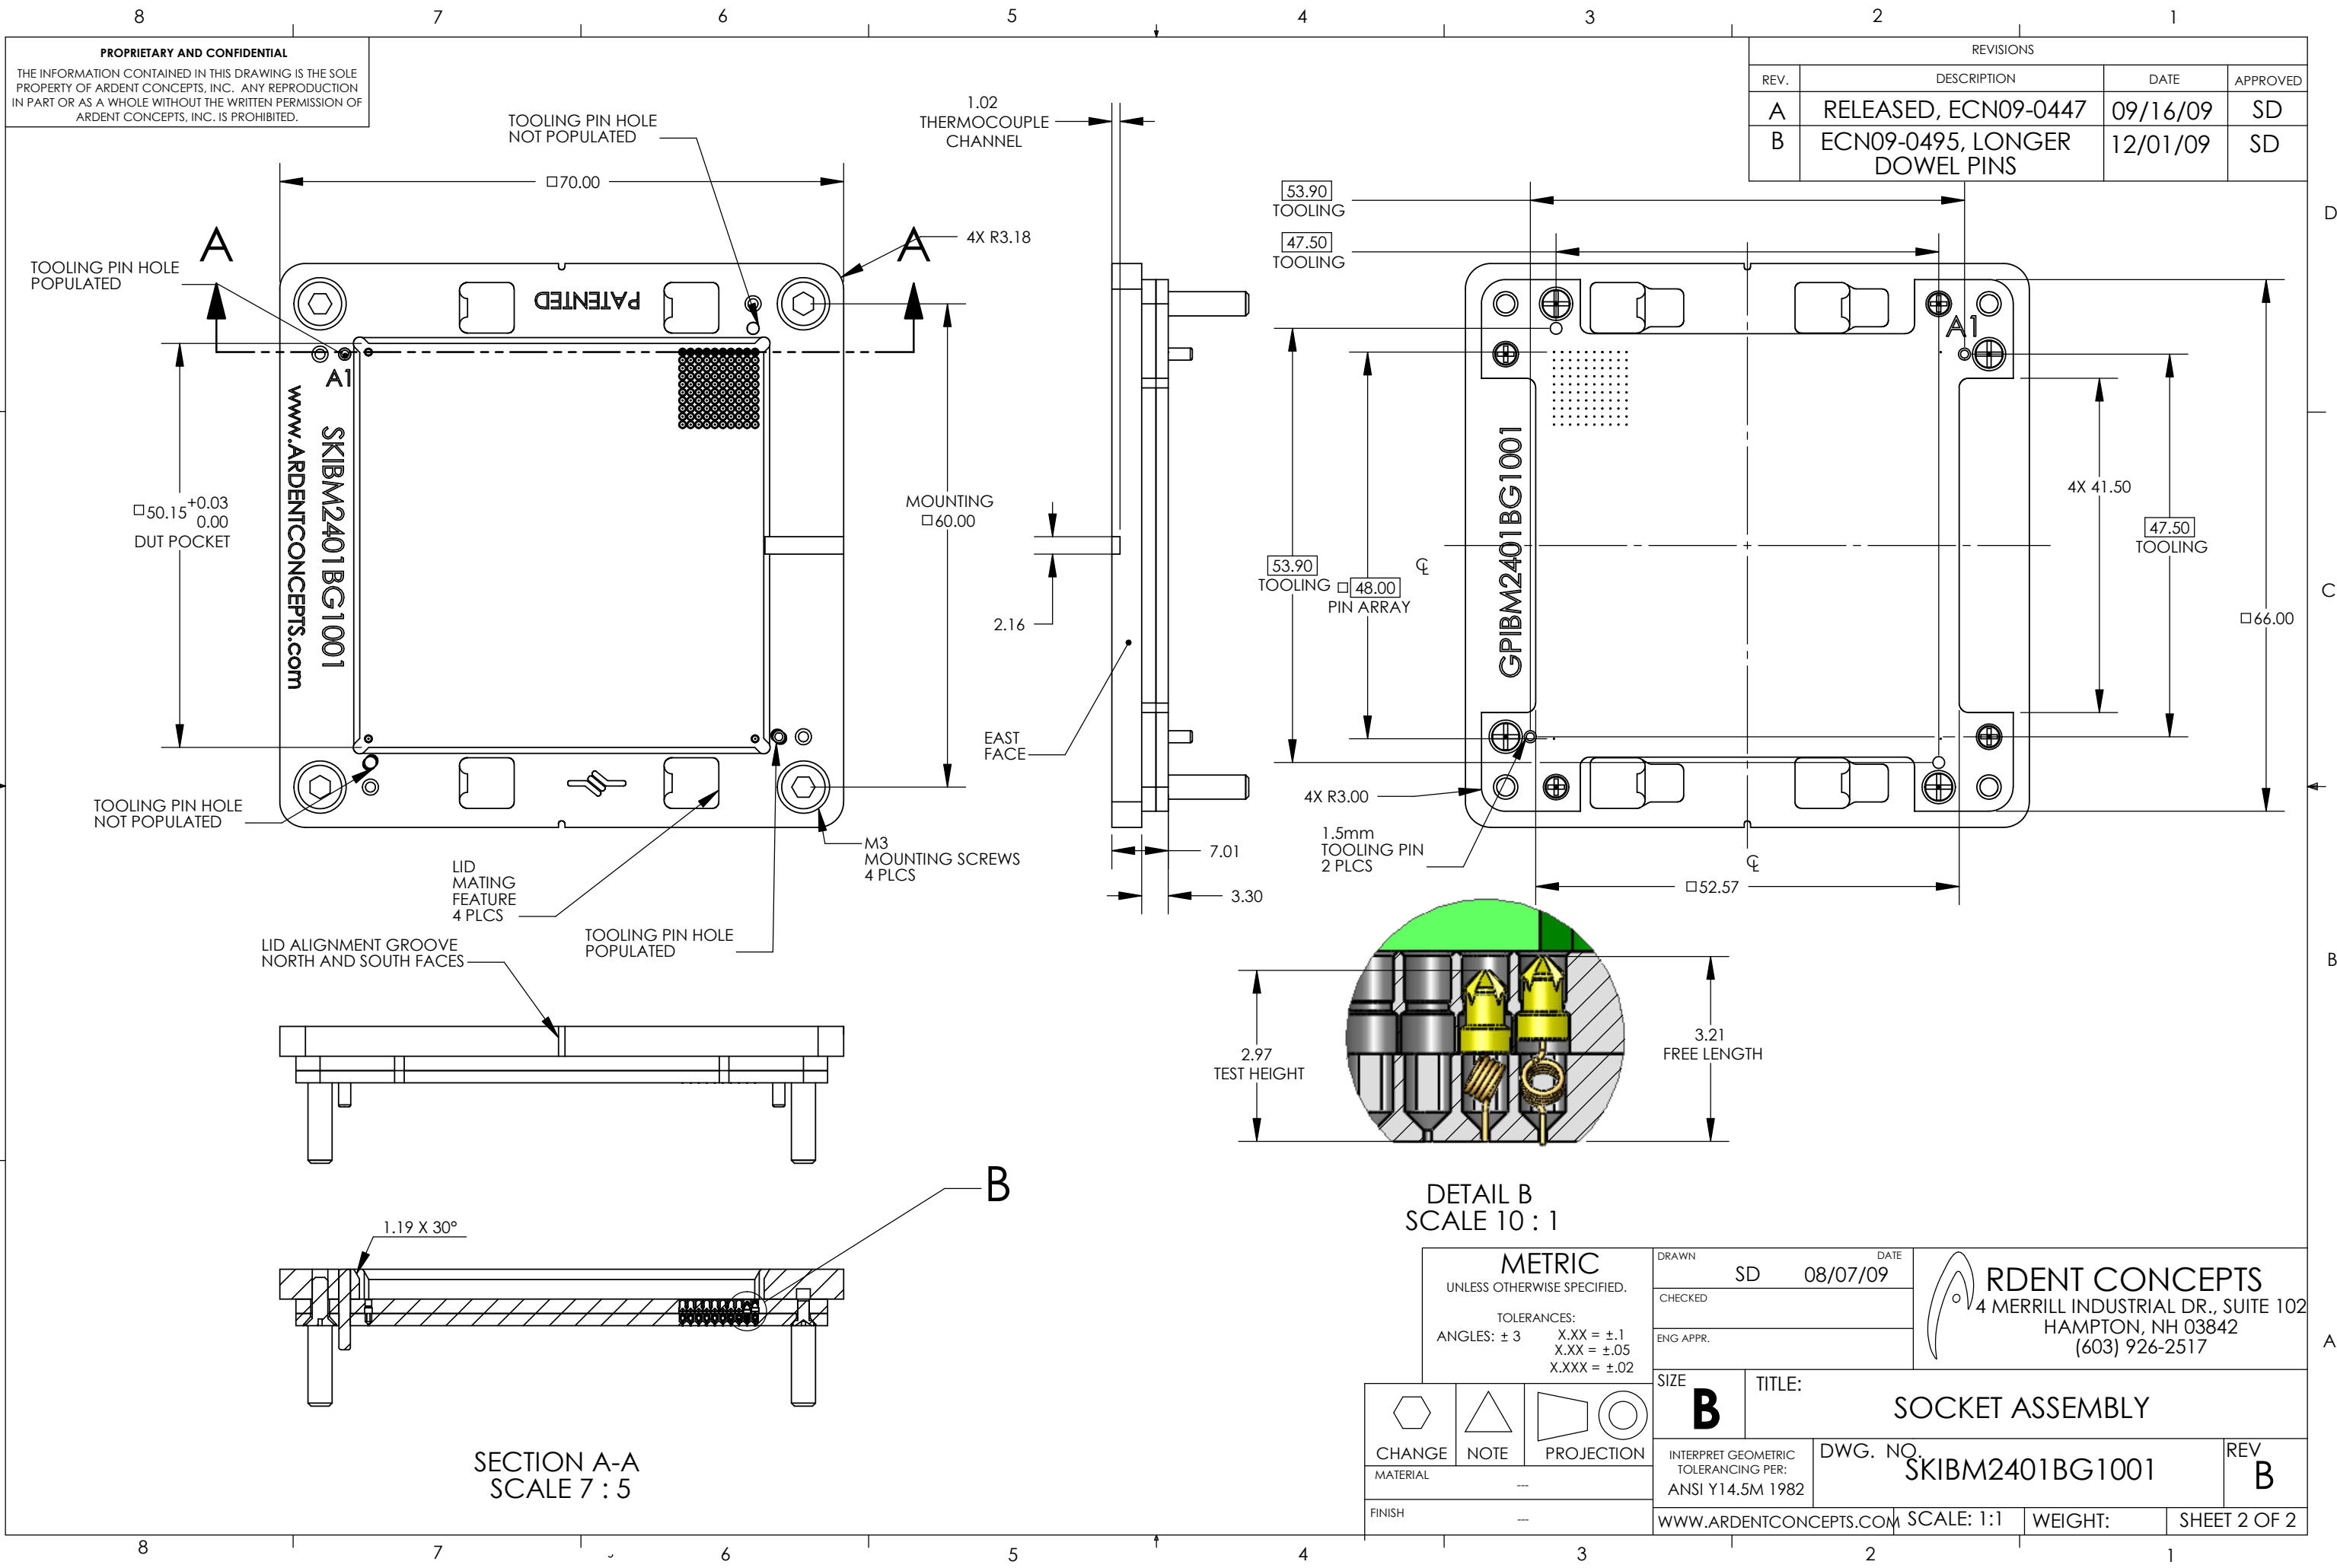 8
7
6
5
4
3
2
1
PROPRIETARY AND CONFIDENTIAL
THE INFORMATION CONTAINED IN THIS DRAWING IS THE SOLE
PROPERTY OF ARDENT CONCEPTS, INC. ANY REPRODUCTION
IN PART OR AS A WHOLE WITHOUT THE WRITTEN PERMISSION OF
ARDENT CONCEPTS, INC. IS PROHIBITED.
REVISIONS
REV. DESCRIPTION DATE APPROVED
A RELEASED, ECN09-0447 09/16/09 SD
B ECN09-0495, LONGER
DOWEL PINS 12/01/09 SD
D
C
B
A
TOOLING PIN HOLE
NOT POPULATED
□70.00
4X R3.18
A
A
TOOLING PIN HOLE
POPULATED
PATENTED
A1
SKIBM2401BG1001
www.ARDENTCONCEPTS.com
□50.15 +0.03
0.00
DUT POCKET
MOUNTING
□60.00
TOOLING PIN HOLE
NOT POPULATED
LID
MATING
FEATURE
4 PLCS
M3
MOUNTING SCREWS
4 PLCS
TOOLING PIN HOLE
POPULATED
1.02
THERMOCOUPLE
CHANNEL
2.16
EAST
FACE
7.01
3.30
53.90
TOOLING
47.50
TOOLING
A1
GPIBM2401BG1001
53.90
TOOLING
□48.00
PIN ARRAY
℄
4X 41.50
47.50
TOOLING
□66.00
4X R3.00
1.5mm
TOOLING PIN
2 PLCS
℄
□52.57
LID ALIGNMENT GROOVE
NORTH AND SOUTH FACES
2.97
TEST HEIGHT
3.21
FREE LENGTH
DETAIL B
SCALE 10 : 1
B
1.19 X 30°
SECTION A-A
SCALE 7 : 5
METRIC
UNLESS OTHERWISE SPECIFIED.
TOLERANCES:
ANGLES: ± 3 X.XX = ±.1
X.XX = ±.05
X.XXX = ±.02
CHANGE NOTE PROJECTION
MATERIAL
---
FINISH
---
DRAWN DATE
SD 08/07/09
CHECKED
ENG APPR.
RDENT CONCEPTS
4 MERRILL INDUSTRIAL DR., SUITE 102
HAMPTON, NH 03842
(603) 926-2517
SIZE
B
TITLE:
SOCKET ASSEMBLY
INTERPRET GEOMETRIC
TOLERANCING PER:
ANSI Y14.5M 1982
DWG. NO.
SKIBM2401BG1001
REV
B
WWW.ARDENTCONCEPTS.COM SCALE: 1:1 WEIGHT: SHEET 2 OF 2
8
7
6
5
4
3
2
1